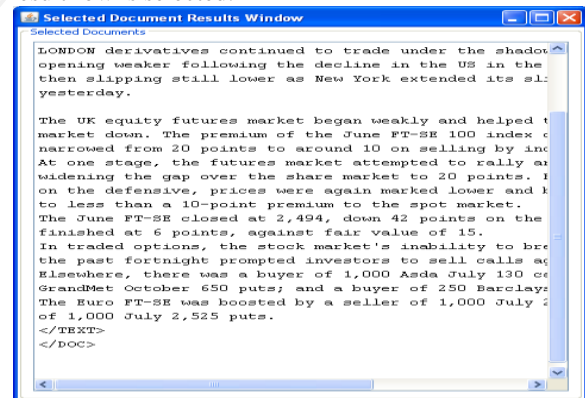 Selected Document Results Window
Selected Documents
LONDON derivatives continued to trade under the shadow
opening weaker following the decline in the US in the
then slipping still lower as New York extended its
yesterday.
The UK equity futures market began weakly and helped
market down. The premium of the June FT-SE 100 index
narrowed from 20 points to around 10 on selling by
At one stage, the futures market attempted to rally
widening the gap over the share market to 20 points.
on the defensive, prices were again marked lower and
to less than a 10-point premium to the spot market.
The June FT-SE closed at 2,494, down 42 points on the
finished at 6 points, against fair value of 15.
In traded options, the stock market's inability to
the past fortnight prompted investors to sell calls
Elsewhere, there was a buyer of 1,000 Asda July 130
GrandMet October 650 puts; and a buyer of 250 Barclays
The Euro FT-SE was boosted by a seller of 1,000 July
of 1,000 July 2,525 puts.
</TEXT>
</DOC>